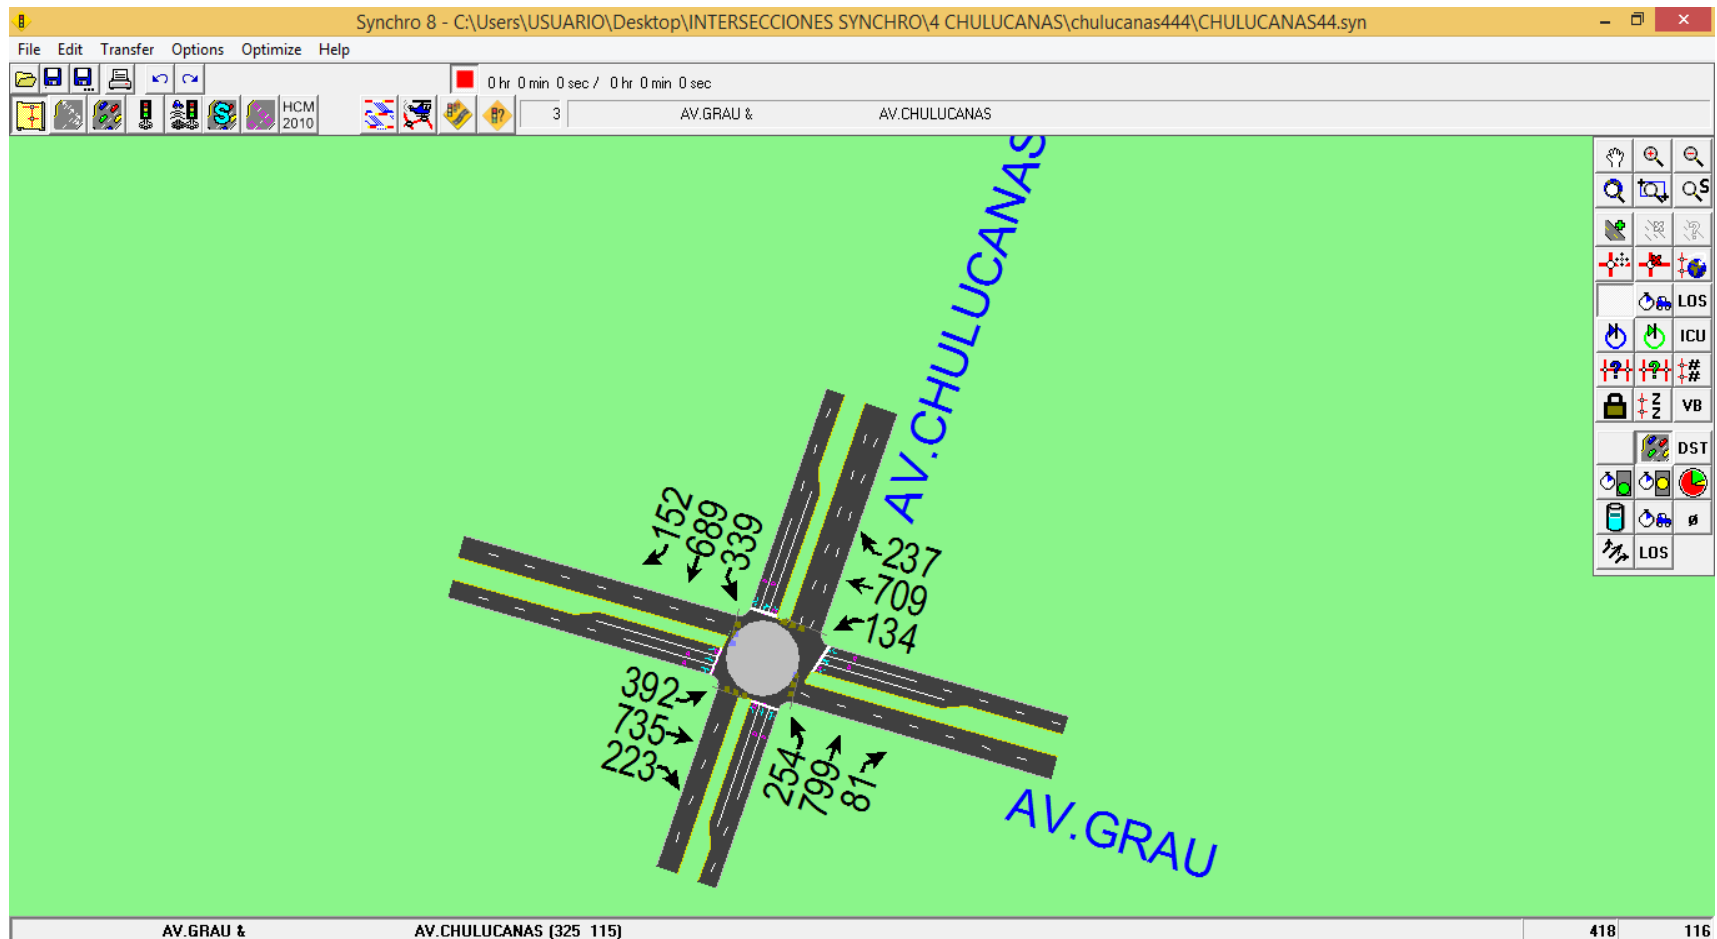 Synchro 8 - C:\Users\USUARIO\Desktop\INTERSECCIONES SYNCHRO\4 CHULUCANAS\chulucanas444\CHULUCANAS44.syn
File Edit Transfer Options Optimize Help
0 hr 0 min 0 sec / 0 hr 0 min 0 sec
HCM
2010
3 AV.GRAU & AV.CHULUCANAS
S
LOS
ICU
##
Z
Z
VB
DST
ø
LOS
AV.CHULUCANAS
152
689
339
237
709
134
392
735
223
254
799
81
AV.GRAU
AV.GRAU & AV.CHULUCANAS (325 115) 418 116